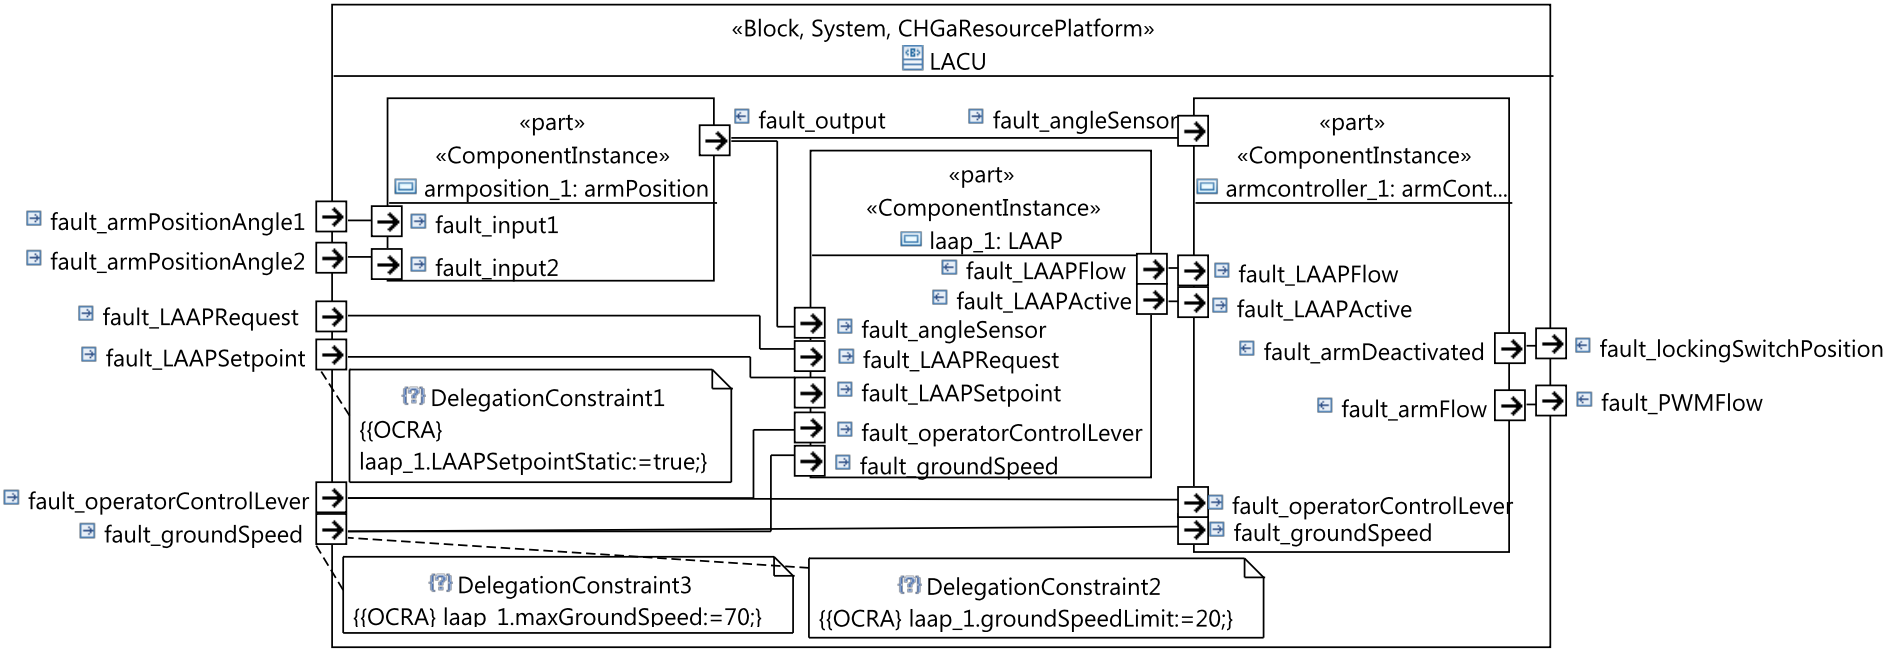 «Block, System, CHGaResourcePlatform»
LACU
«part»
«ComponentInstance»
armposition_1: armPosition
fault_output
fault_angleSensor
«part»
«ComponentInstance»
armcontroller_1: armCont...
«part»
«ComponentInstance»
laap_1: LAAP
fault_armPositionAngle1
fault_input1
fault_armPositionAngle2
fault_input2
fault_LAAPFlow
fault_LAAPFlow
fault_LAAPActive
fault_LAAPActive
fault_LAAPRequest
fault_angleSensor
fault_LAAPSetpoint
fault_LAAPRequest
fault_LAAPSetpoint
fault_operatorControlLever
fault_groundSpeed
fault_armDeactivated
fault_lockingSwitchPosition
fault_armFlow
fault_PWMFlow
DelegationConstraint1
{{OCRA}
laap_1.LAAPSetpointStatic:=true;}
fault_operatorControlLever
fault_operatorControlLever
fault_groundSpeed
fault_groundSpeed
DelegationConstraint3
{{OCRA} laap_1.maxGroundSpeed:=70;}
DelegationConstraint2
{{OCRA} laap_1.groundSpeedLimit:=20;}